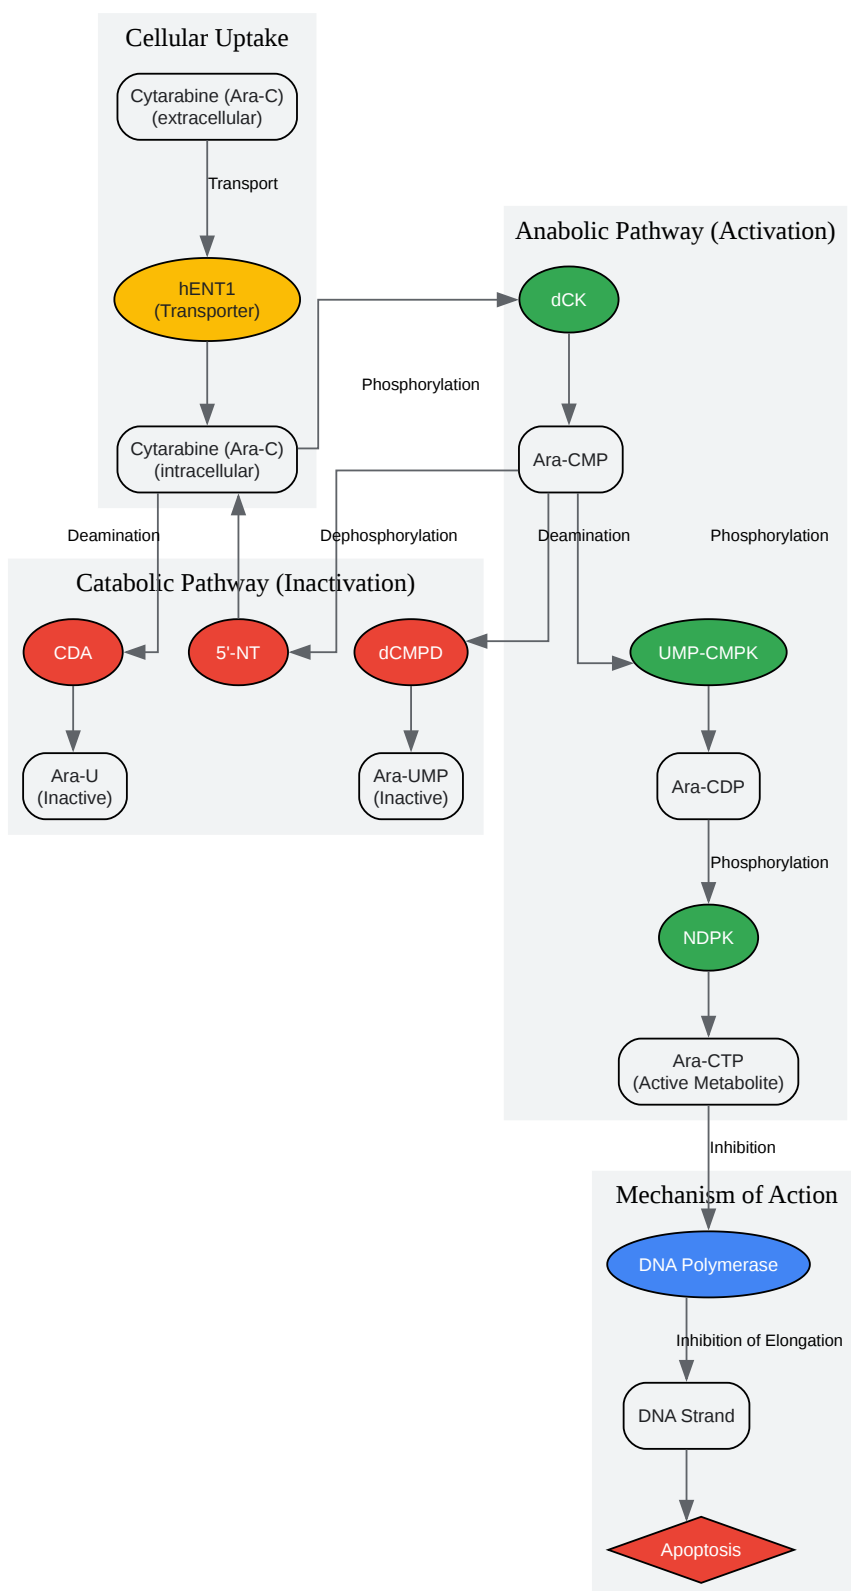 Cellular Uptake
Cytarabine (Ara-C)
(extracellular)
Transport
Anabolic Pathway (Activation)
hENT1
(Transporter)
dCK
Phosphorylation
Cytarabine (Ara-C)
(intracellular)
Ara-CMP
Deamination
Dephosphorylation
Deamination
Phosphorylation
Catabolic Pathway (Inactivation)
CDA
5'-NT
dCMPD
UMP-CMPK
Ara-U
(Inactive)
Ara-UMP
(Inactive)
Ara-CDP
Phosphorylation
NDPK
Ara-CTP
(Active Metabolite)
Inhibition
Mechanism of Action
DNA Polymerase
Inhibition of Elongation
DNA Strand
Apoptosis